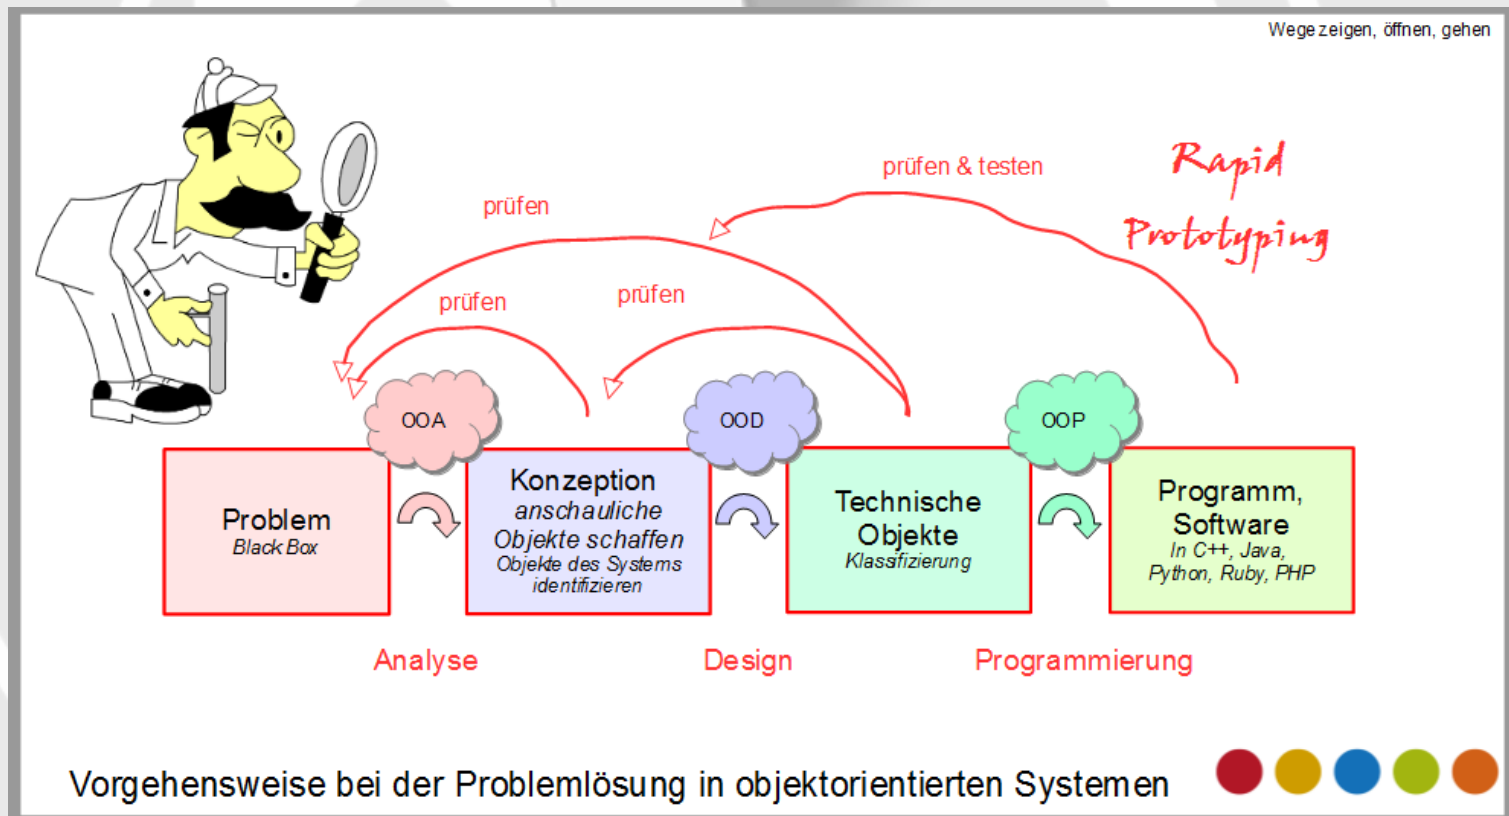 Wege zeigen, öffnen, gehen
Rapid
Prototyping
prüfen & testen
prüfen
prüfen
prüfen
OOA
OOD
OOP
Problem
Black Box
Konzeption
anschauliche
Objekte schaffen
Objekte des Systems
identifizieren
Technische
Objekte
Klassifizierung
Programm,
Software
In C++, Java,
Python, Ruby, PHP
Analyse
Design
Programmierung
Vorgehensweise bei der Problemlösung in objektorientierten Systemen